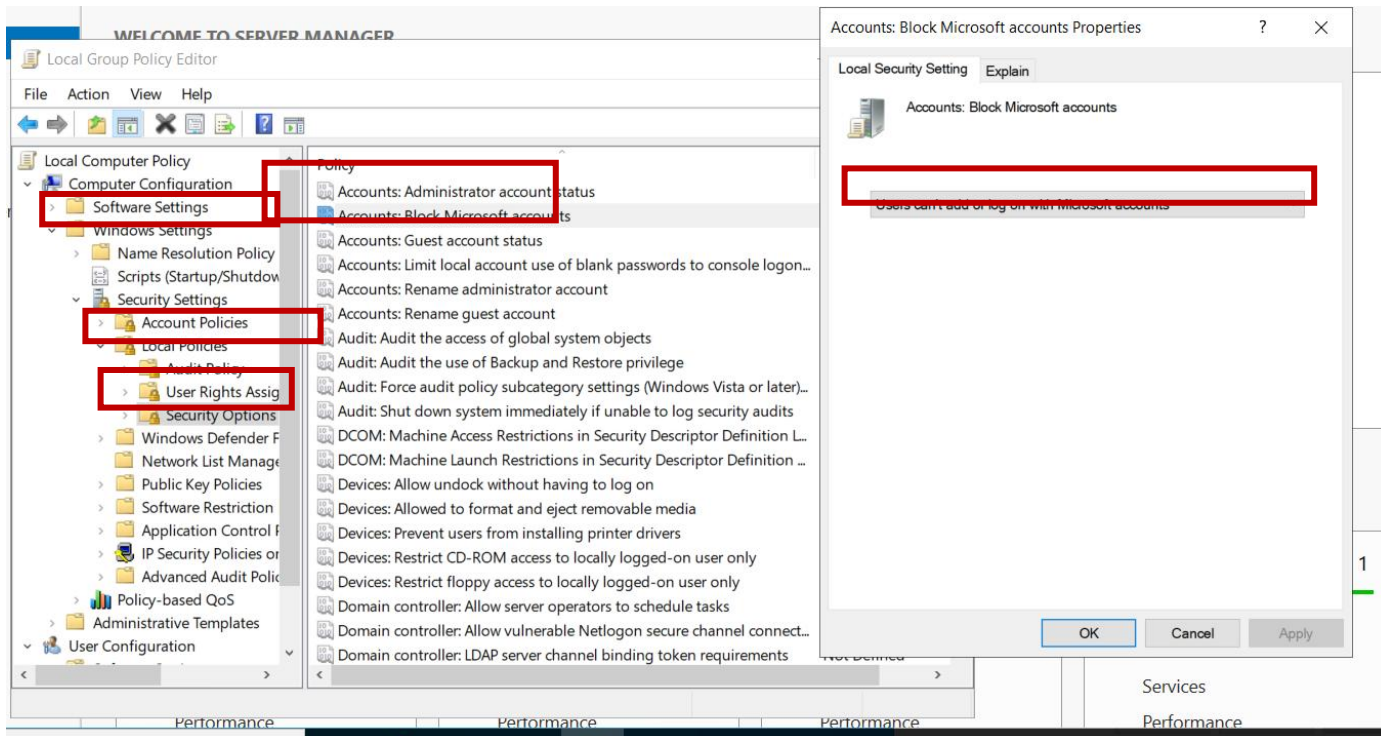 WELCOME TO SERVER MANAGER
Local Group Policy Editor
File Action View Help
Local Computer Policy
Computer Configuration
Software Settings
Windows Settings
Name Resolution Policy
Scripts (Startup/Shutdow
Security Settings
Account Policies
Local Policies
Audit Policy
User Rights Assig
Security Options
Windows Defender F
Network List Manage
Public Key Policies
Software Restriction
Application Control P
IP Security Policies or
Advanced Audit Polic
Policy-based QoS
Administrative Templates
User Configuration
Policy
Accounts: Administrator account status
Accounts: Block Microsoft accounts
Accounts: Guest account status
Accounts: Limit local account use of blank passwords to console logon...
Accounts: Rename administrator account
Accounts: Rename guest account
Audit: Audit the access of global system objects
Audit: Audit the use of Backup and Restore privilege
Audit: Force audit policy subcategory settings (Windows Vista or later)...
Audit: Shut down system immediately if unable to log security audits
DCOM: Machine Access Restrictions in Security Descriptor Definition L...
DCOM: Machine Launch Restrictions in Security Descriptor Definition ...
Devices: Allow undock without having to log on
Devices: Allowed to format and eject removable media
Devices: Prevent users from installing printer drivers
Devices: Restrict CD-ROM access to locally logged-on user only
Devices: Restrict floppy access to locally logged-on user only
Domain controller: Allow server operators to schedule tasks
Domain controller: Allow vulnerable Netlogon secure channel connect...
Domain controller: LDAP server channel binding token requirements Not Defined
Accounts: Block Microsoft accounts Properties ?
Local Security Setting Explain
Accounts: Block Microsoft accounts
Users can't add or log on with Microsoft accounts
OK Cancel Apply
1
Services
Performance Performance Performance Performance